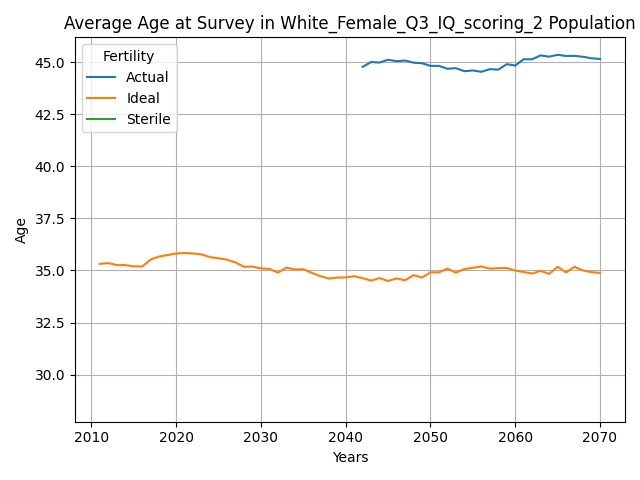 Average Age at Survey in White_Female_Q3_IQ_scoring_2 Population
Fertility
Actual
Ideal
Sterile
45.0
42.5
40.0
37.5
35.0
32.5
30.0
Age
2010
2020
2030
2040
2050
2060
2070
Years